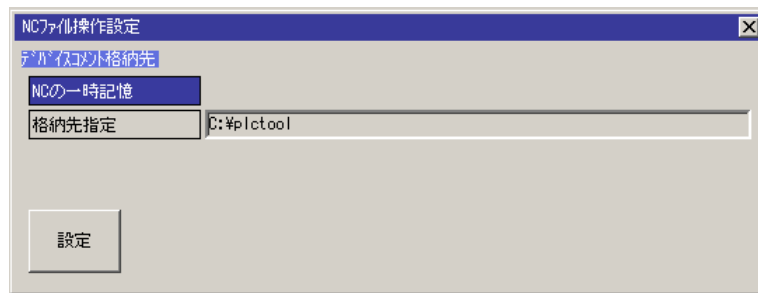 NCﾌｧｲﾙ操作設定
ﾃﾞﾊﾞｲｽｺﾒﾝﾄ格納先
NCの一時記憶
格納先指定 C:¥plctool
設定